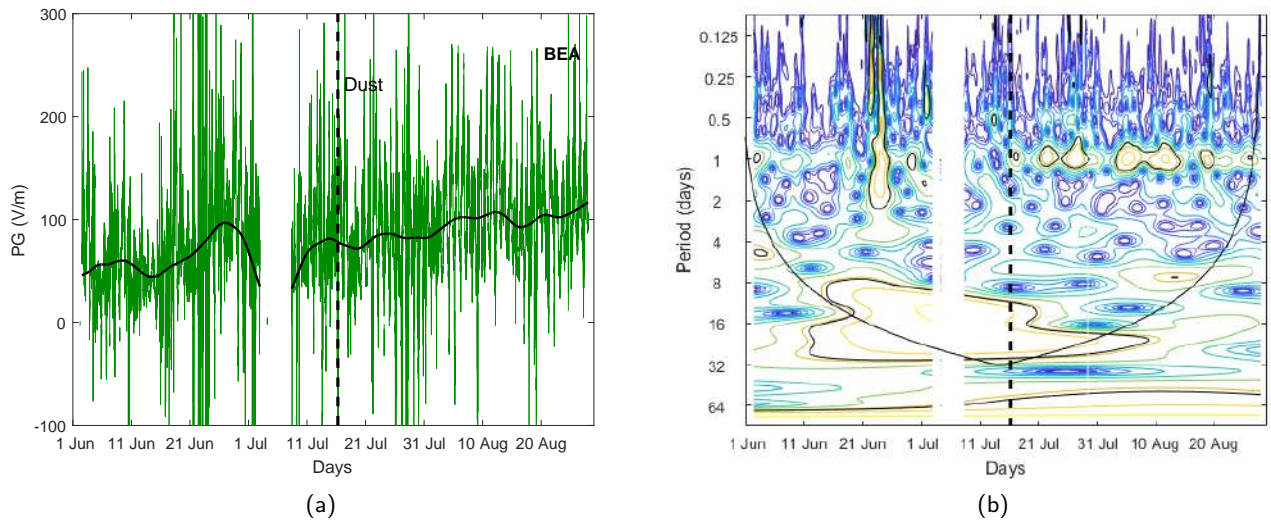 300
200
100
0
-100
PG (V/m)
BEA
Dust
1 Jun 11 Jun 21 Jun 1 Jul 11 Jul 21 Jul 31 Jul 10 Aug 20 Aug
Days
(a)
0.125
0.25
0.5
1
2
4
8
16
32
64
Period (days)
1 Jun 11 Jun 21 Jun 1 Jul 11 Jul 21 Jul 31 Jul 10 Aug 20 Aug
Days
(b)